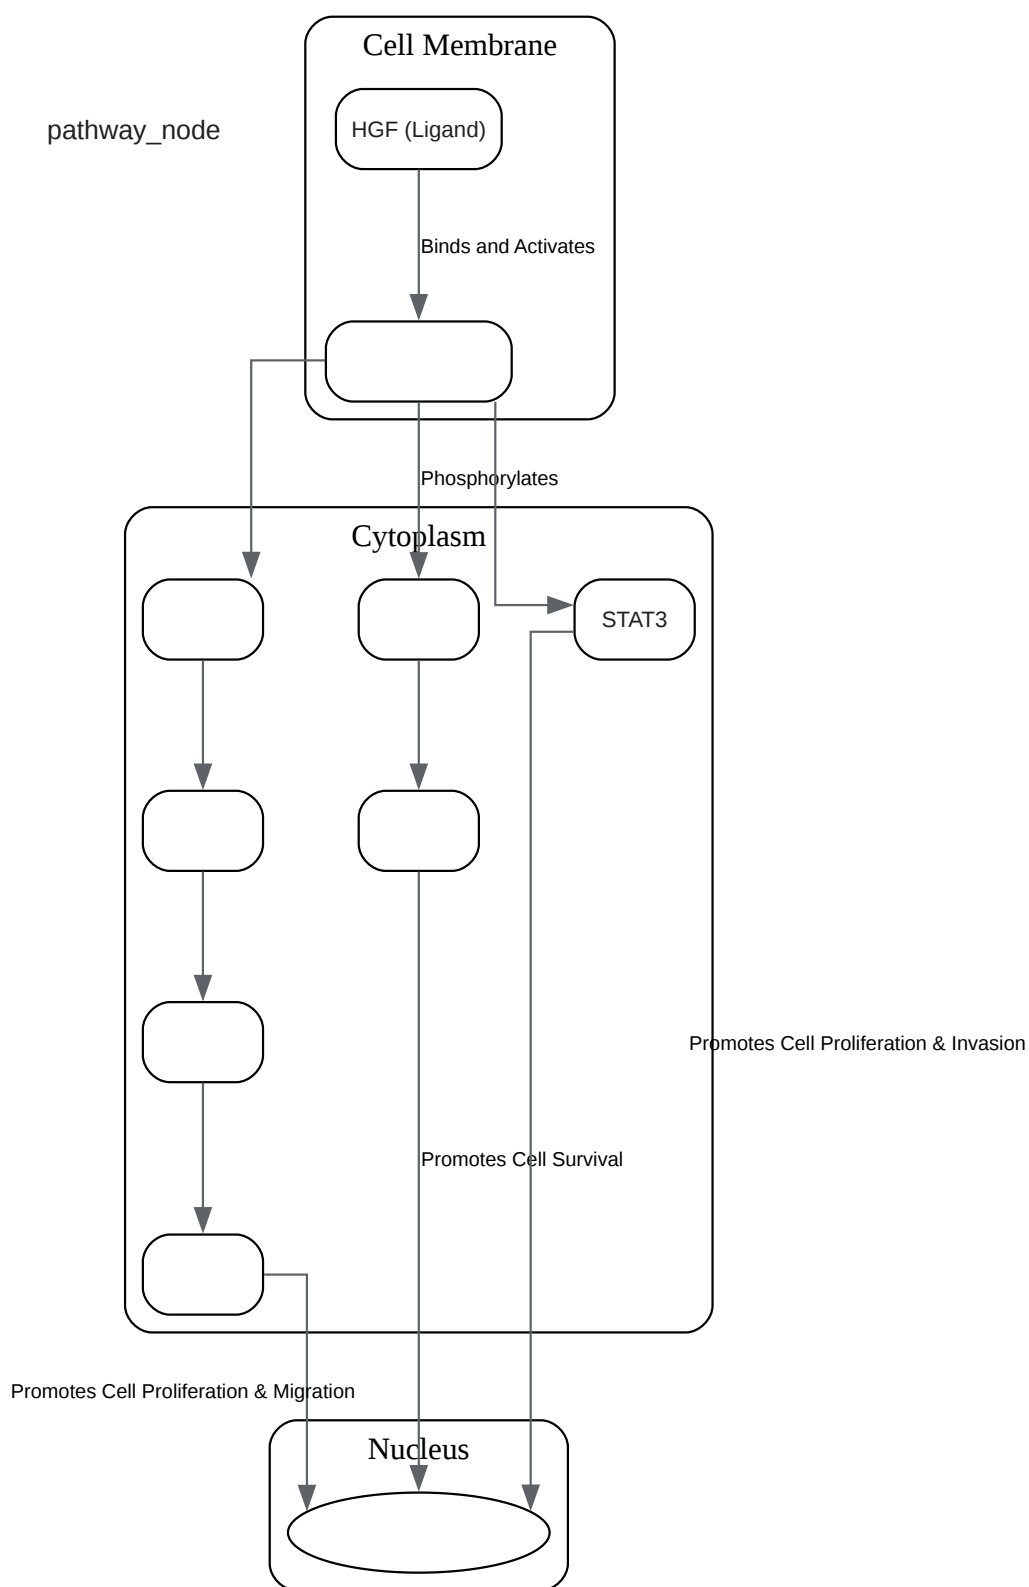 Cell Membrane
pathway_node
HGF (Ligand)
Binds and Activates
Phosphorylates
Cytoplasm
STAT3
Promotes Cell Proliferation & Invasion
Promotes Cell Survival
Promotes Cell Proliferation & Migration
Nucleus